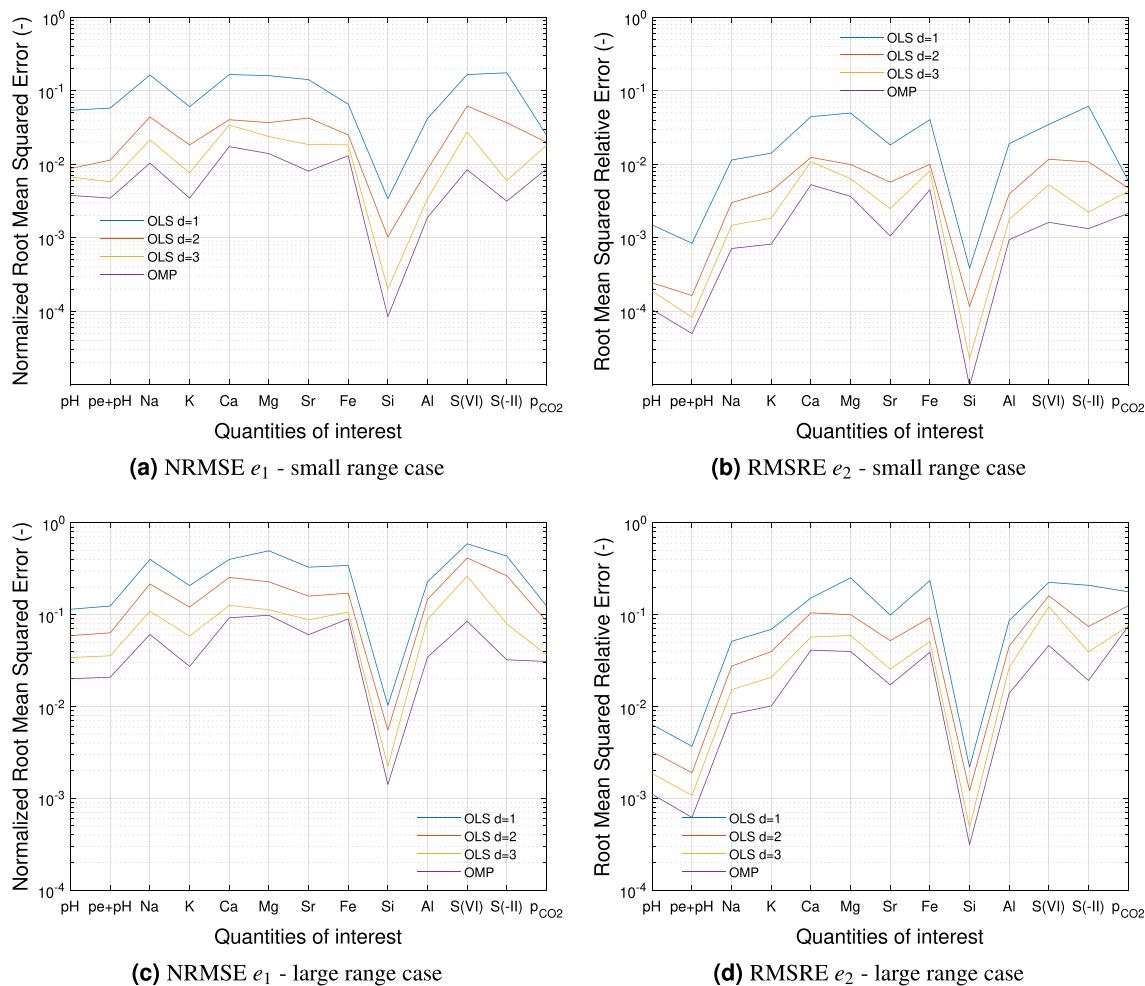 Normalized Root Mean Squared Error (-)
10^0
10^-1
10^-2
10^-3
10^-4
OLS d=1
OLS d=2
OLS d=3
OMP
pH pe+pH Na K Ca Mg Sr Fe Si Al S(VI) S(-II) p_CO2
Quantities of interest
(a) NRMSE e_1 - small range case
Root Mean Squared Relative Error (-)
10^0
10^-1
10^-2
10^-3
10^-4
OLS d=1
OLS d=2
OLS d=3
OMP
pH pe+pH Na K Ca Mg Sr Fe Si Al S(VI) S(-II) p_CO2
Quantities of interest
(b) RMSRE e_2 - small range case
Normalized Root Mean Squared Error (-)
10^0
10^-1
10^-2
10^-3
10^-4
OLS d=1
OLS d=2
OLS d=3
OMP
pH pe+pH Na K Ca Mg Sr Fe Si Al S(VI) S(-II) p_CO2
Quantities of interest
(c) NRMSE e_1 - large range case
Root Mean Squared Relative Error (-)
10^0
10^-1
10^-2
10^-3
10^-4
OLS d=1
OLS d=2
OLS d=3
OMP
pH pe+pH Na K Ca Mg Sr Fe Si Al S(VI) S(-II) p_CO2
Quantities of interest
(d) RMSRE e_2 - large range case